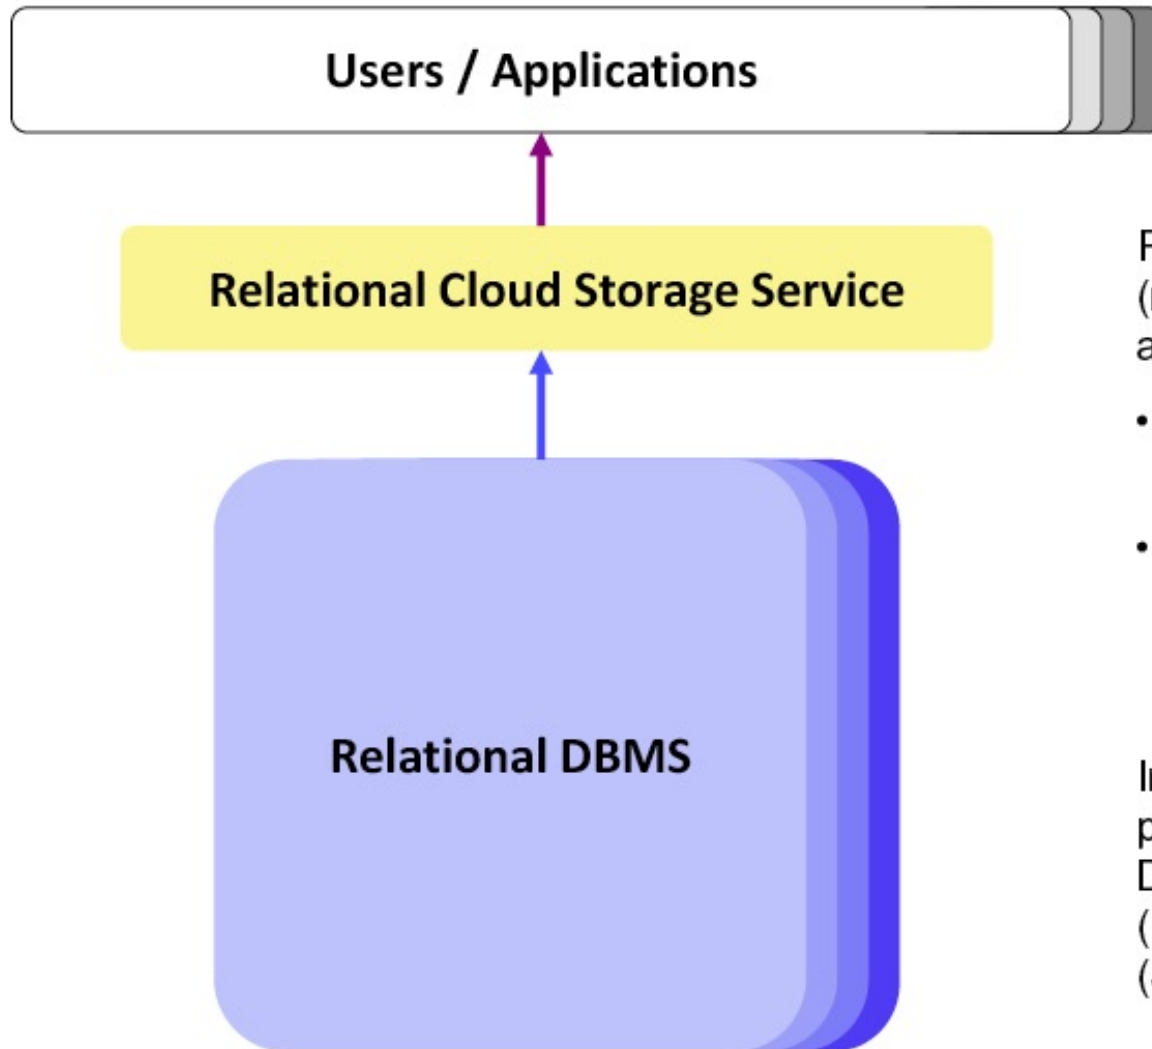 Users / Applications
Relational Cloud Storage Service
Relational DBMS